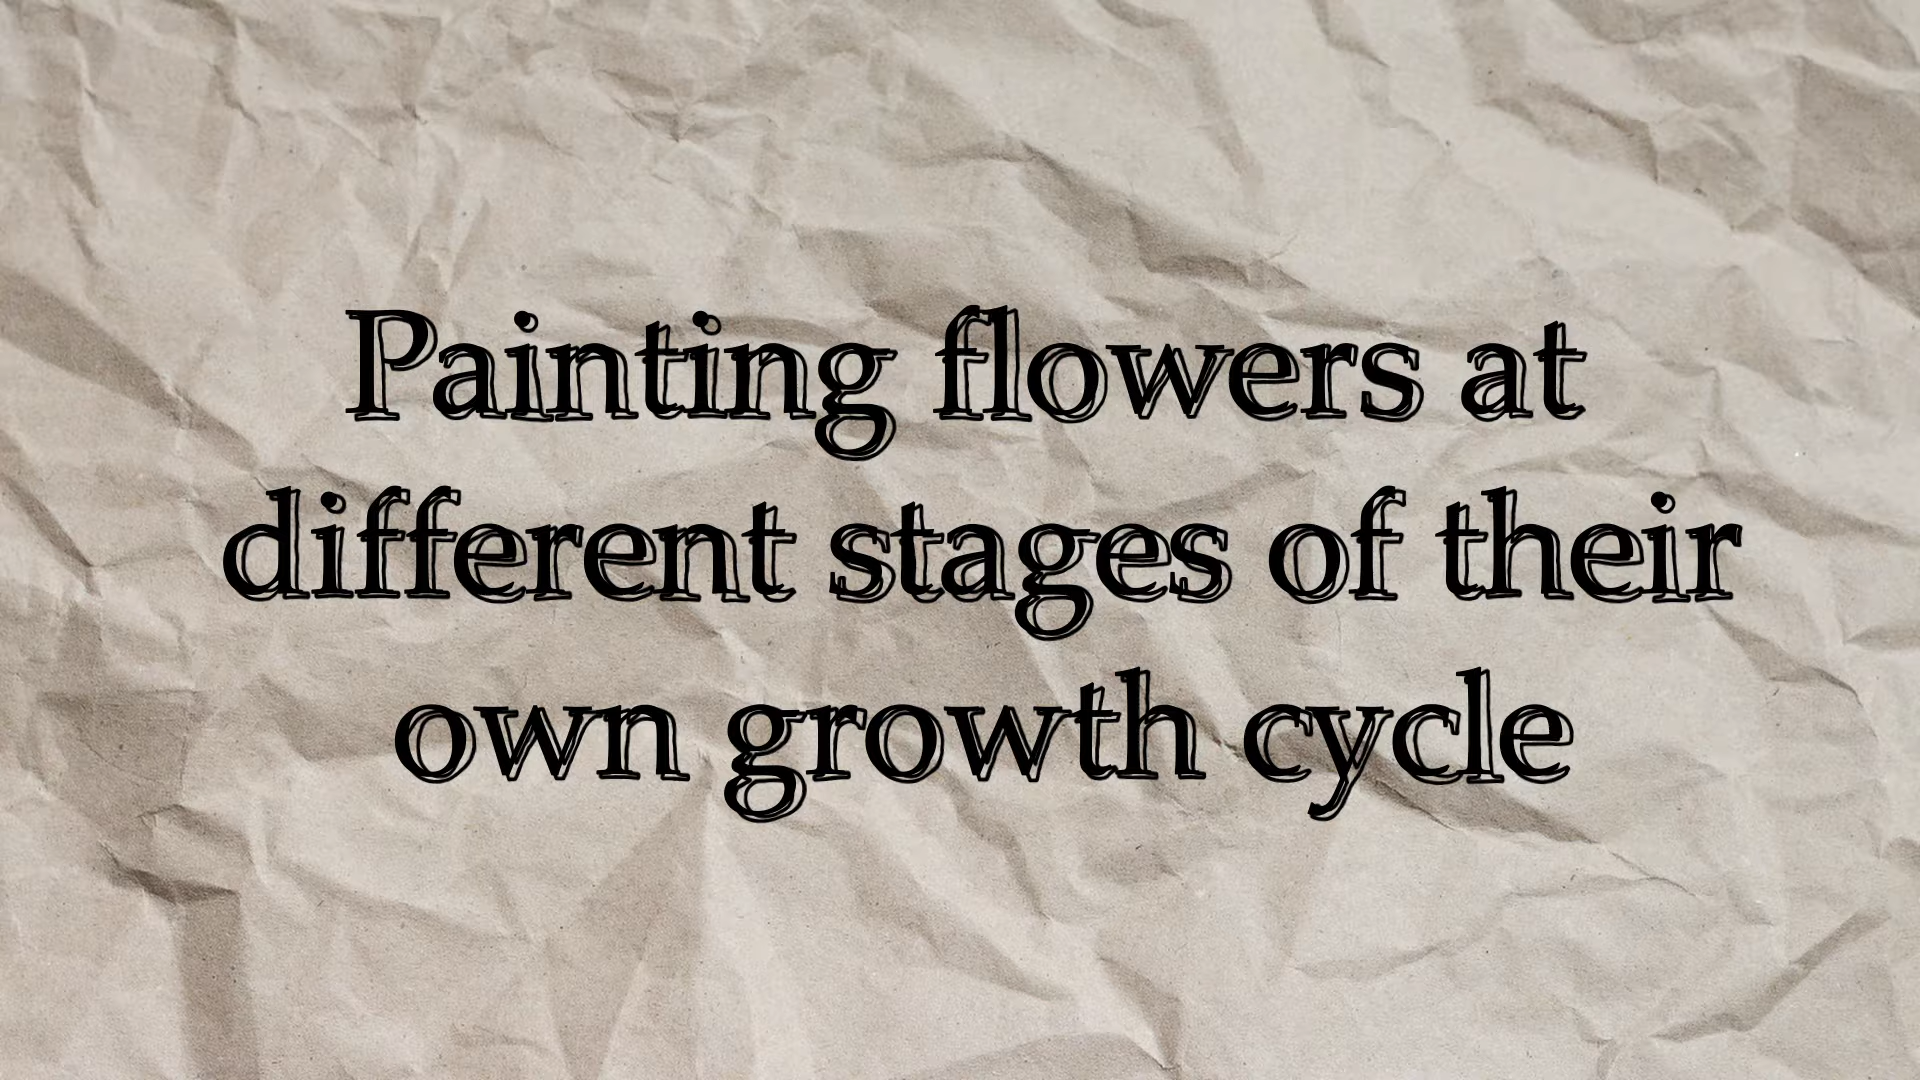 Painting flowers at
different stages of their
own growth cycle